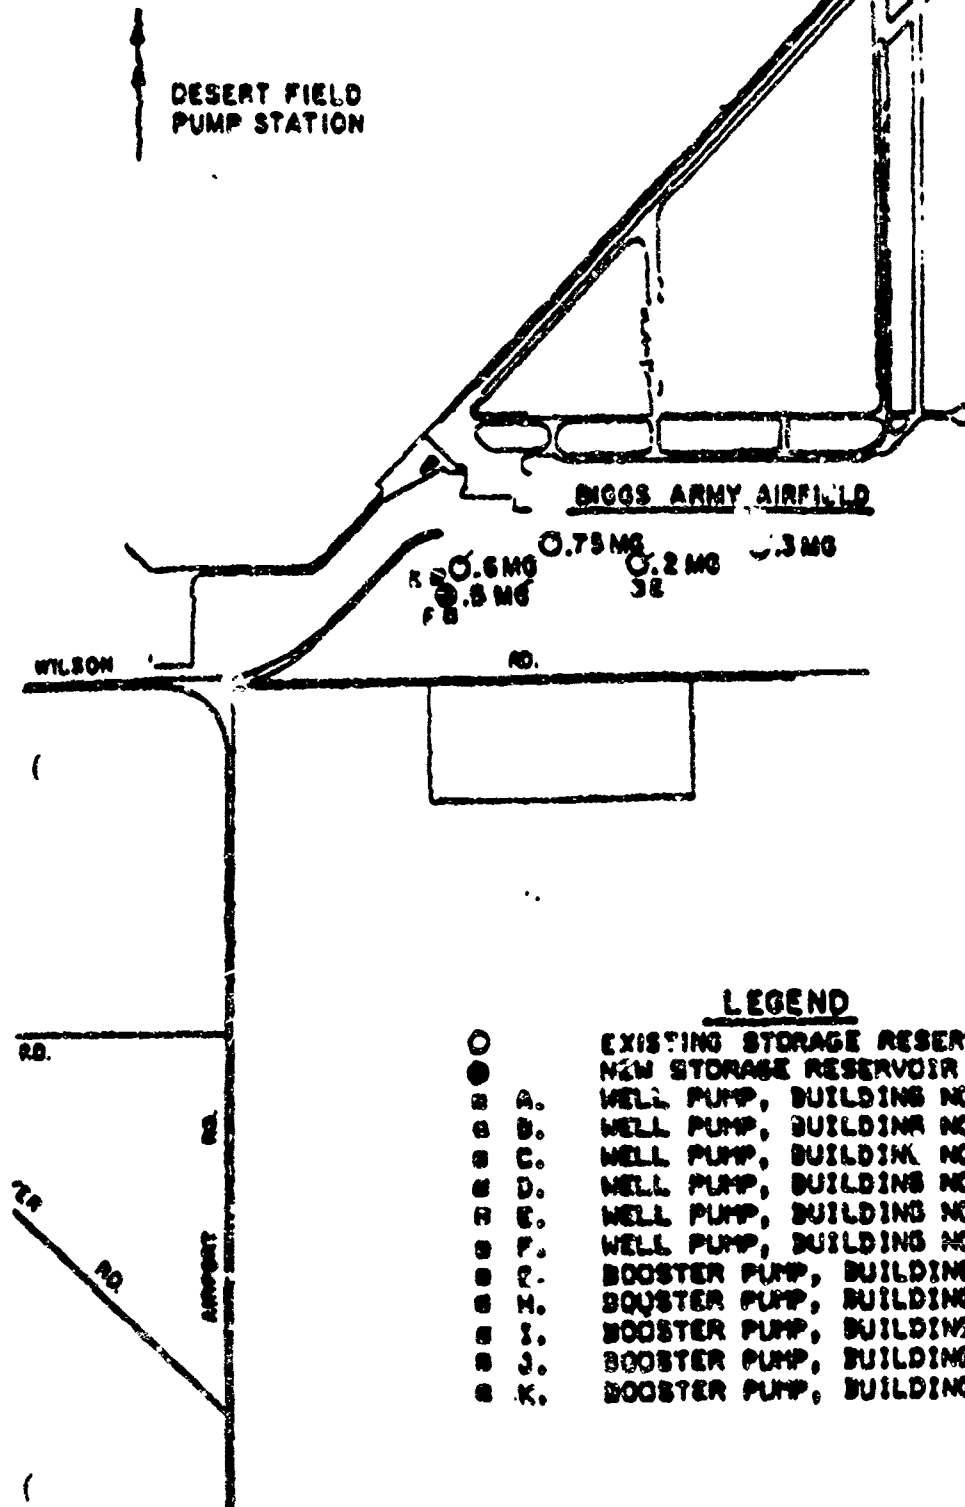 DESERT FIELD
PUMP STATION
BIGGS ARMY AIRFIELD
.75 MG
.3 MG
.6 MG
.2 MG
K
.5 MG
F
WILSON
RD.
RD.
RD.
AIRPORT
RD.
LEGEND
EXISTING STORAGE RESER
NEW STORAGE RESERVOIR
A. WELL PUMP, BUILDING NO
B. WELL PUMP, BUILDING NO
C. WELL PUMP, BUILDING NO
D. WELL PUMP, BUILDING NO
E. WELL PUMP, BUILDING NO
F. WELL PUMP, BUILDING NO
BOOSTER PUMP, BUILDING
H. BOOSTER PUMP, BUILDING
I. BOOSTER PUMP, BUILDING
J. BOOSTER PUMP, BUILDING
K. BOOSTER PUMP, BUILDING